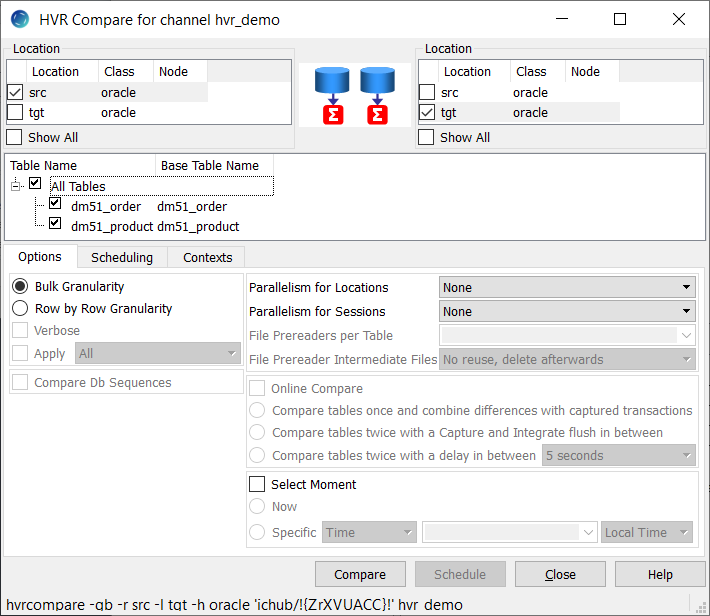 HVR Compare for channel hvr_demo
Location
Location Class Node
src oracle
tgt oracle
Show All
Location
Location Class Node
src oracle
tgt oracle
Show All
Table Name Base Table Name
All Tables
dm51_order dm51_order
dm51_product dm51_product
Options Scheduling Contexts
Bulk Granularity
Row by Row Granularity
Verbose
Apply All
Compare Db Sequences
Parallelism for Locations None
Parallelism for Sessions None
File Prereaders per Table
File Prereader Intermediate Files No reuse, delete afterwards
Online Compare
Compare tables once and combine differences with captured transactions
Compare tables twice with a Capture and Integrate flush in between
Compare tables twice with a delay in between 5 seconds
Select Moment
Now
Specific Time Local Time
Compare Schedule Close Help
hvrcompare -gb -r src -l tgt -h oracle 'ichub/!{ZrXVUACC}!' hvr_demo